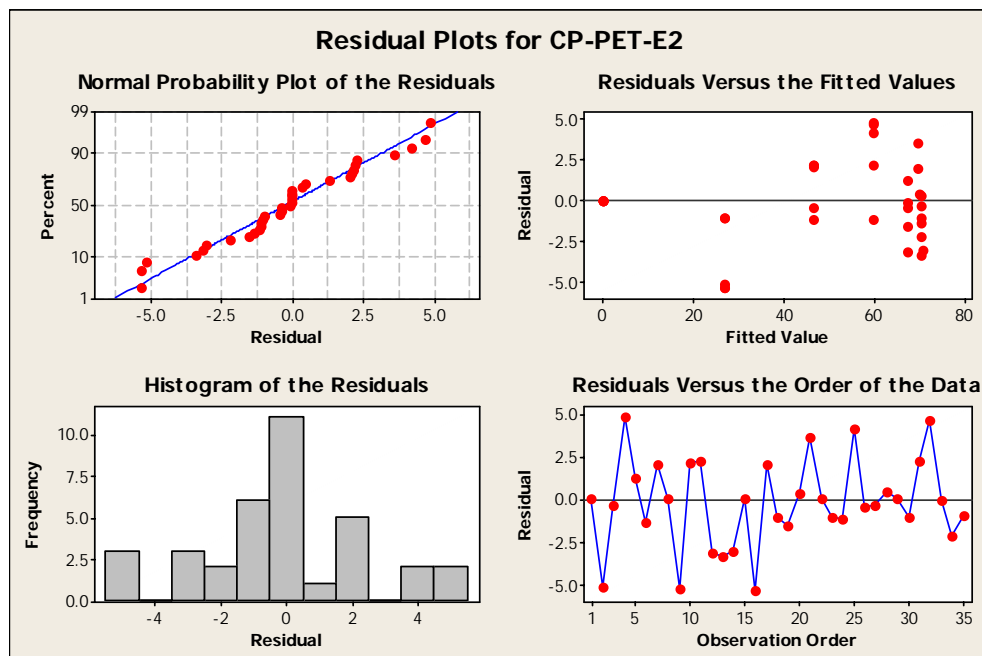 Residual Plots for CP-PET-E2
Normal Probability Plot of the Residuals
Percent
99
90
50
10
1
-5.0 -2.5 0.0 2.5 5.0
Residual
Residuals Versus the Fitted Values
Residual
5.0
2.5
0.0
-2.5
-5.0
0 20 40 60 80
Fitted Value
Histogram of the Residuals
Frequency
10.0
7.5
5.0
2.5
0.0
-4 -2 0 2 4
Residual
Residuals Versus the Order of the Data
Residual
5.0
2.5
0.0
-2.5
-5.0
1 5 10 15 20 25 30 35
Observation Order